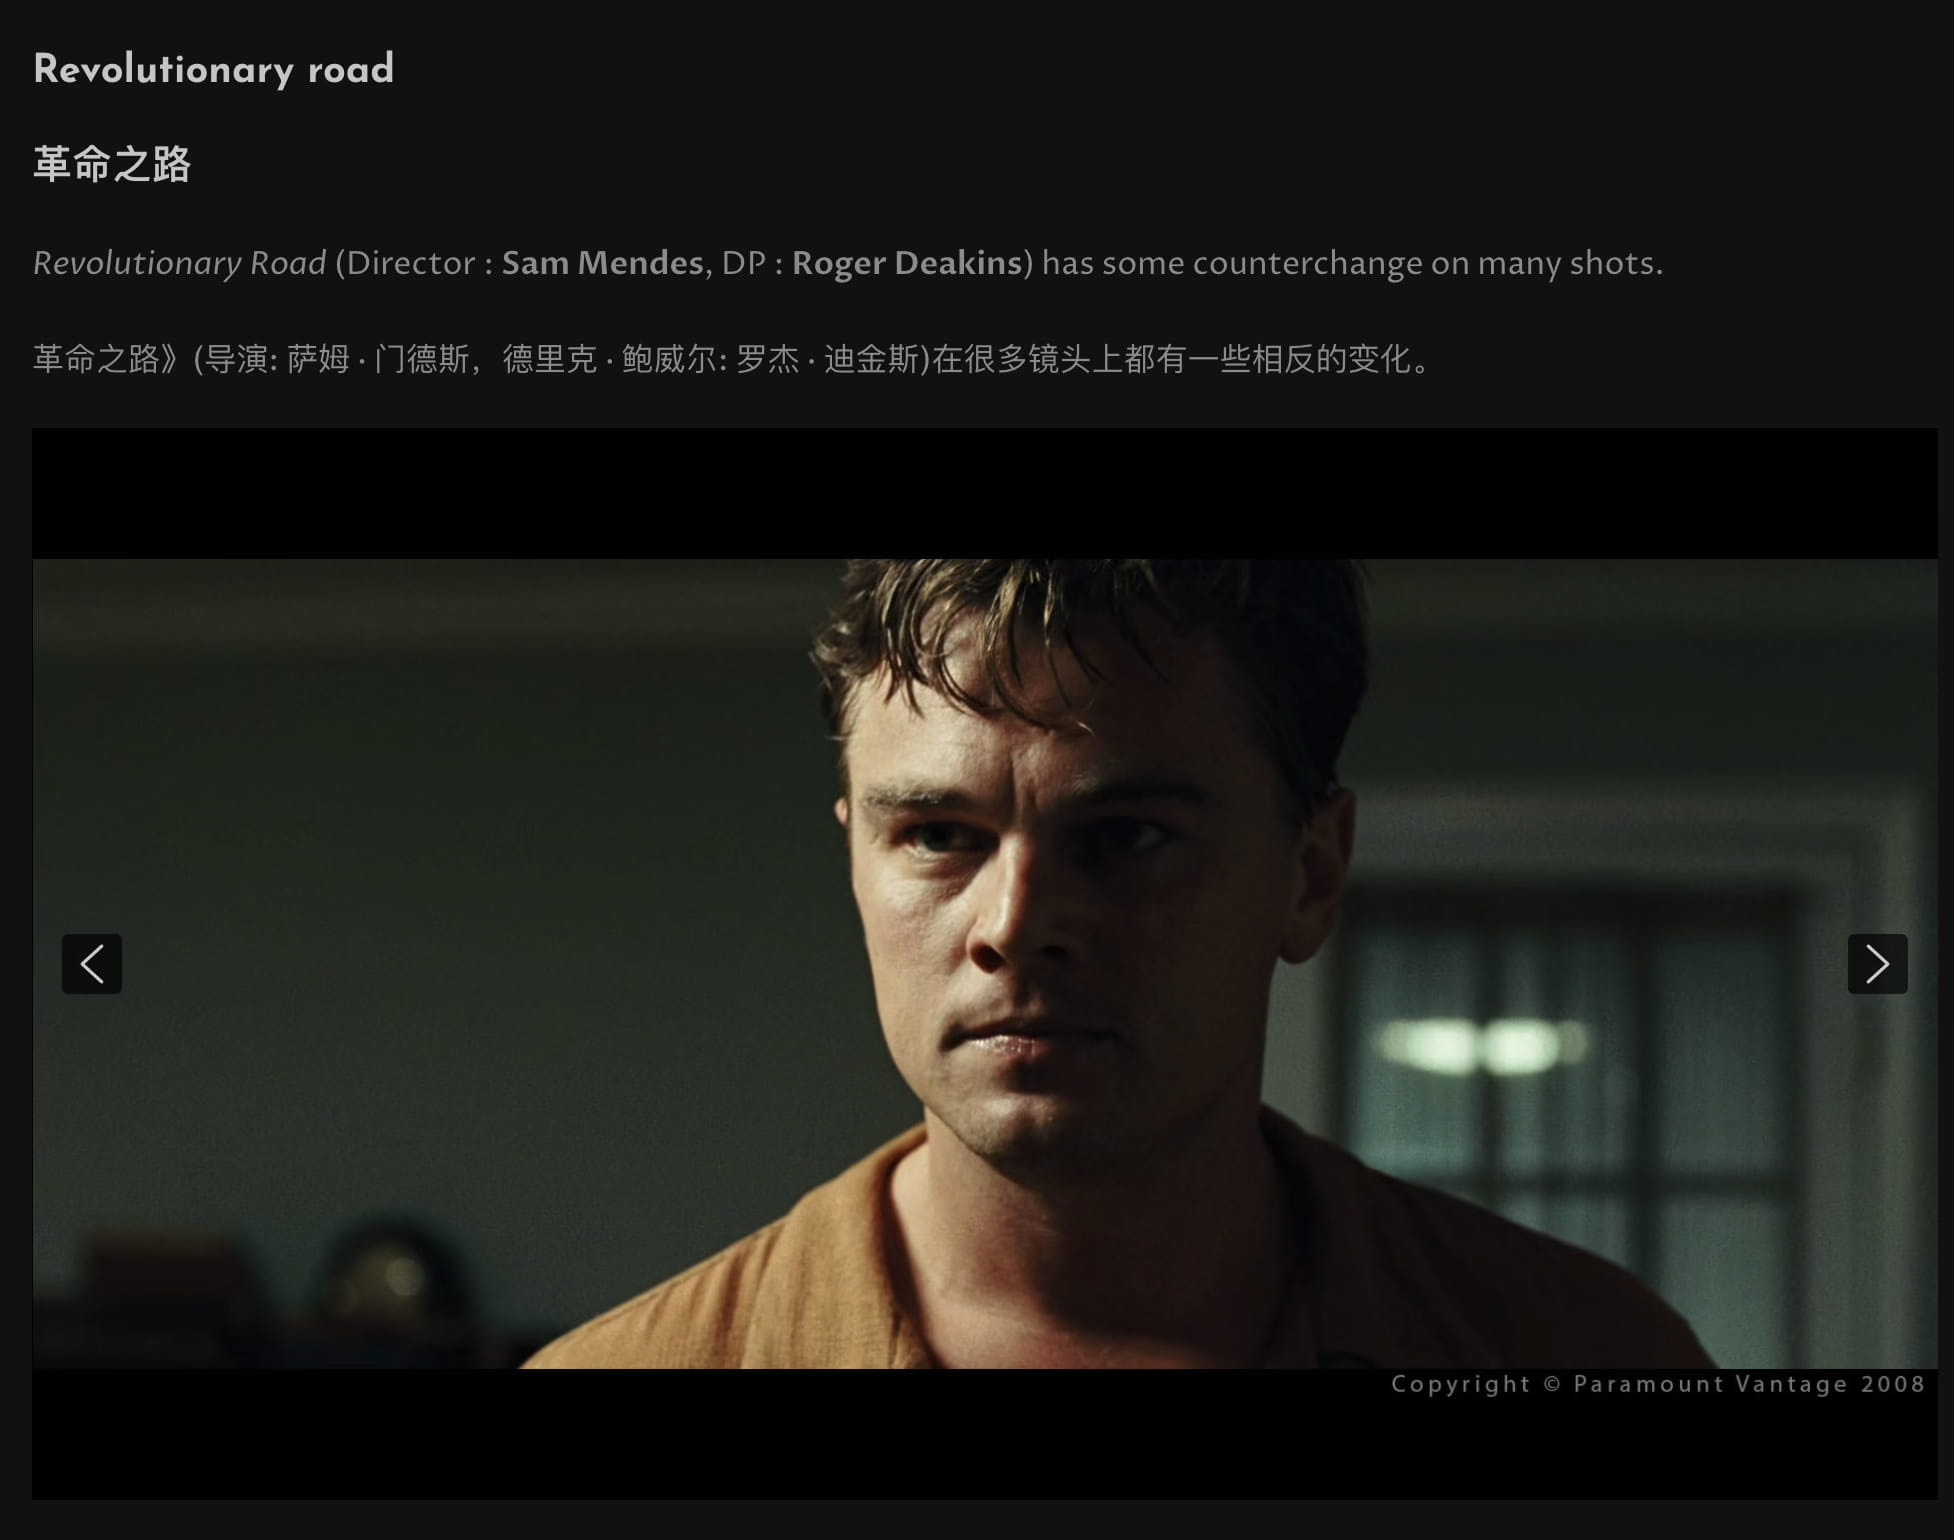 Revolutionary road
革命之路
Revolutionary Road (Director : Sam Mendes, DP : Roger Deakins) has some counterchange on many shots.
革命之路》(导演: 萨姆 · 门德斯，德里克 · 鲍威尔: 罗杰 · 迪金斯)在很多镜头上都有一些相反的变化。
Copyright © Paramount Vantage 2008